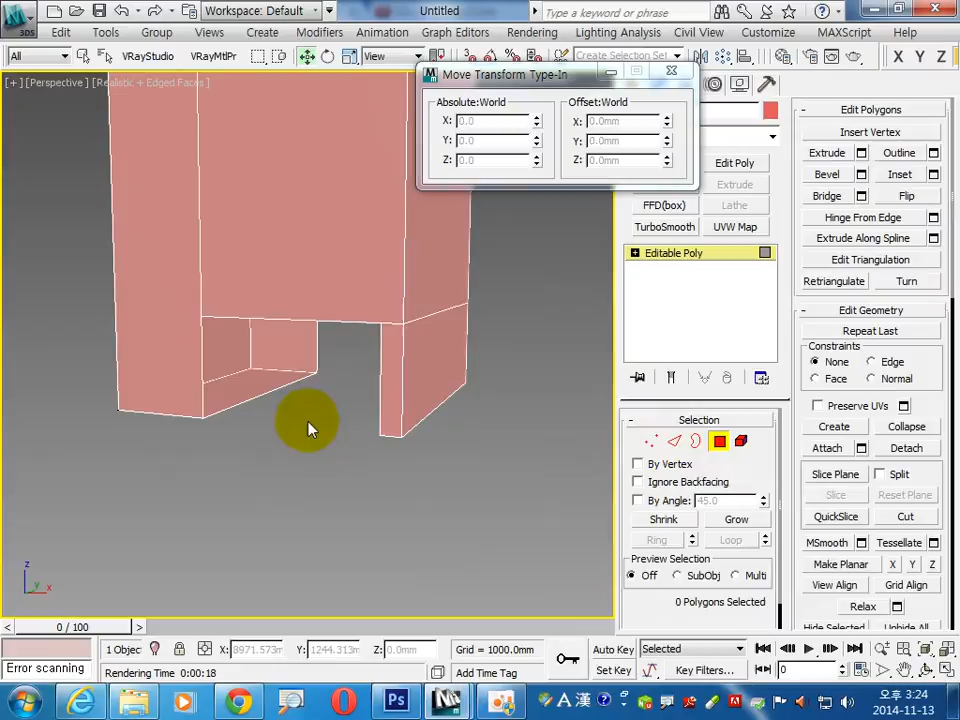 Workspace: Default
Untitled
Type a keyword or phrase
3DS
Edit
Tools
Group
Views
Create
Modifiers
Animation
Graph Editors
Rendering
Lighting Analysis
Civil View
Customize
MAXScript
Help
All
VRayStudio
VRayMtlPr
View
Create Selection Set
X
Y
Z
[+] [Perspective] [Realistic + Edged Faces]
Move Transform Type-In
Absolute:World
Offset:World
X: 0.0
X: 0.0mm
Y: 0.0
Y: 0.0mm
Z: 0.0
Z: 0.0mm
Edit Poly
Extrude
FFD(box)
Lathe
TurboSmooth
UVW Map
Editable Poly
Selection
By Vertex
Ignore Backfacing
By Angle: 45.0
Shrink
Grow
Ring
Loop
Preview Selection
Off
SubObj
Multi
0 Polygons Selected
Edit Polygons
Insert Vertex
Extrude
Outline
Bevel
Inset
Bridge
Flip
Hinge From Edge
Extrude Along Spline
Edit Triangulation
Retriangulate
Turn
Edit Geometry
Repeat Last
Constraints
None
Edge
Face
Normal
Preserve UVs
Create
Collapse
Attach
Detach
Slice Plane
Split
Slice
Reset Plane
QuickSlice
Cut
MSmooth
Tessellate
Make Planar
X
Y
Z
View Align
Grid Align
Relax
Hide Selected
Unhide All
z
y
x
0 / 100
1 Objec
X: 8971.573m
Y: 1244.313m
Z: 0.0mm
Grid = 1000.0mm
Auto Key
Selected
Error scanning
Rendering Time 0:00:18
Add Time Tag
Set Key
Key Filters...
0
Ps
A 漢
오후 3:24
2014-11-13